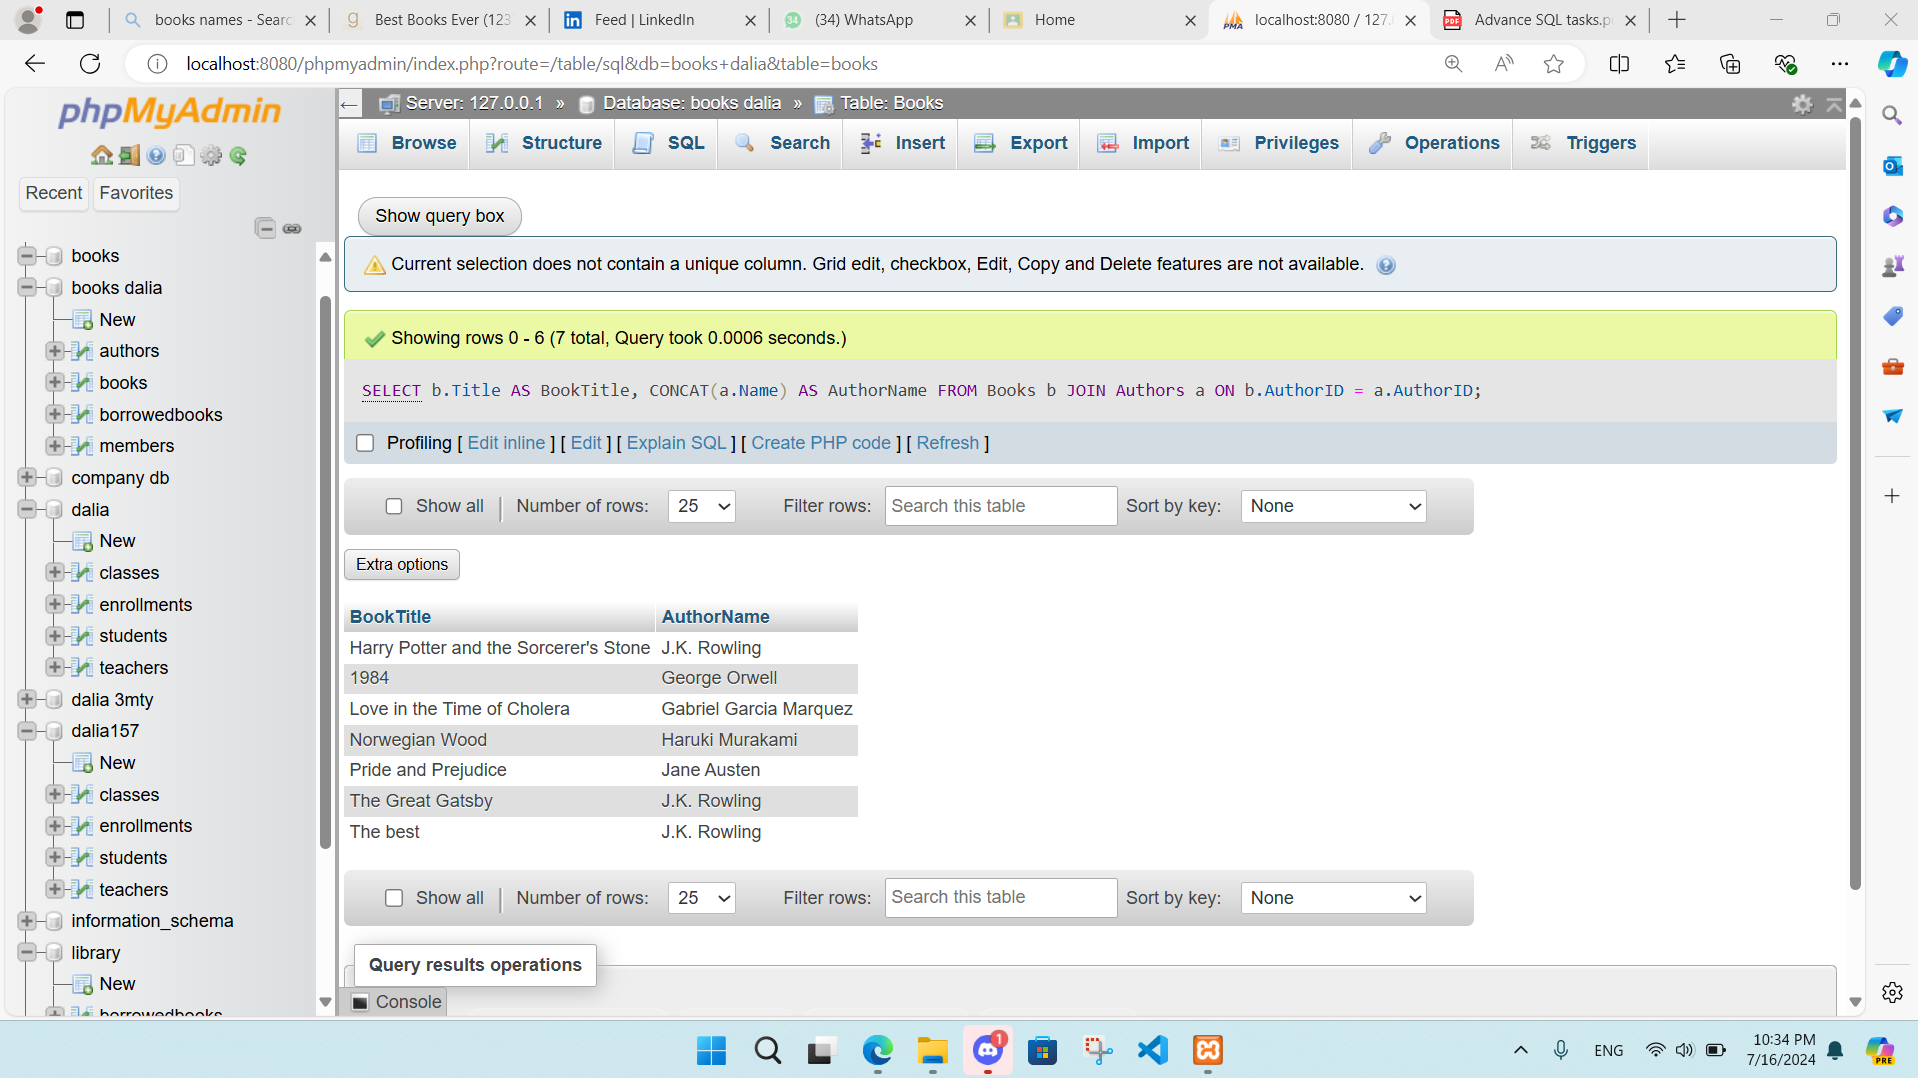 books names - Searc
Best Books Ever (123
Feed | LinkedIn
(34) WhatsApp
Home
localhost:8080 / 127.
Advance SQL tasks.p
localhost:8080/phpmyadmin/index.php?route=/table/sql&db=books+dalia&table=books
phpMyAdmin
Recent
Favorites
books
books dalia
New
authors
books
borrowedbooks
members
company db
dalia
New
classes
enrollments
students
teachers
dalia 3mty
dalia157
New
classes
enrollments
students
teachers
information_schema
library
New
borrowedbooks
Server: 127.0.0.1 » Database: books dalia » Table: Books
Browse Structure SQL Search Insert Export Import Privileges Operations Triggers
Show query box
Current selection does not contain a unique column. Grid edit, checkbox, Edit, Copy and Delete features are not available.
Showing rows 0 - 6 (7 total, Query took 0.0006 seconds.)
SELECT b.Title AS BookTitle, CONCAT(a.Name) AS AuthorName FROM Books b JOIN Authors a ON b.AuthorID = a.AuthorID;
Profiling [ Edit inline ] [ Edit ] [ Explain SQL ] [ Create PHP code ] [ Refresh ]
Show all | Number of rows: 25 Filter rows: Search this table Sort by key: None
Extra options
BookTitle AuthorName
Harry Potter and the Sorcerer's Stone J.K. Rowling
1984 George Orwell
Love in the Time of Cholera Gabriel Garcia Marquez
Norwegian Wood Haruki Murakami
Pride and Prejudice Jane Austen
The Great Gatsby J.K. Rowling
The best J.K. Rowling
Show all | Number of rows: 25 Filter rows: Search this table Sort by key: None
Query results operations
Console
1
ENG
10:34 PM
7/16/2024
PRE